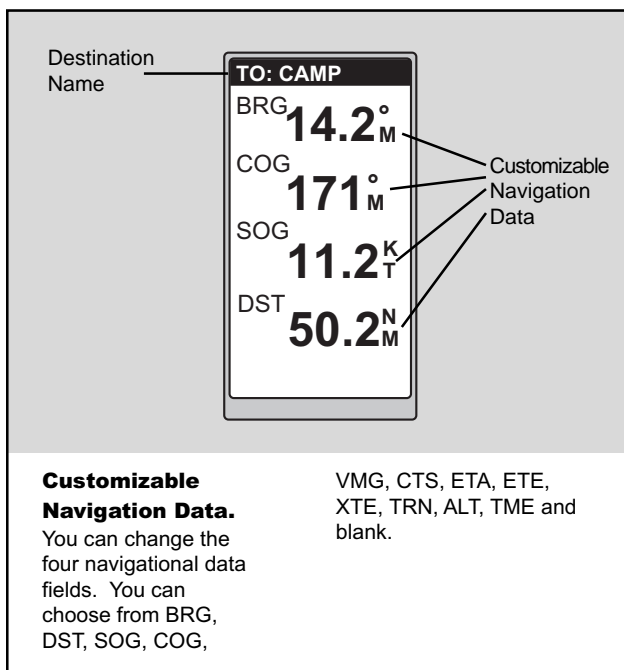 Destination
Name
TO: CAMP
BRG
14.2°M
COG
171°M
SOG
11.2KT
DST
50.2NM
Customizable
Navigation
Data
Customizable
Navigation Data.
You can change the
four navigational data
fields.  You can
choose from BRG,
DST, SOG, COG,
VMG, CTS, ETA, ETE,
XTE, TRN, ALT, TME and
blank.